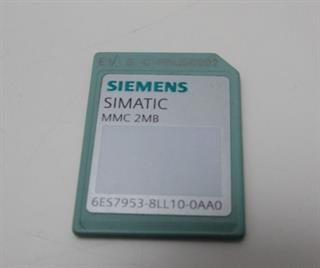 SIEMENS
SIMATIC
MMC 2MB
6ES7953-8LL10-0AA0